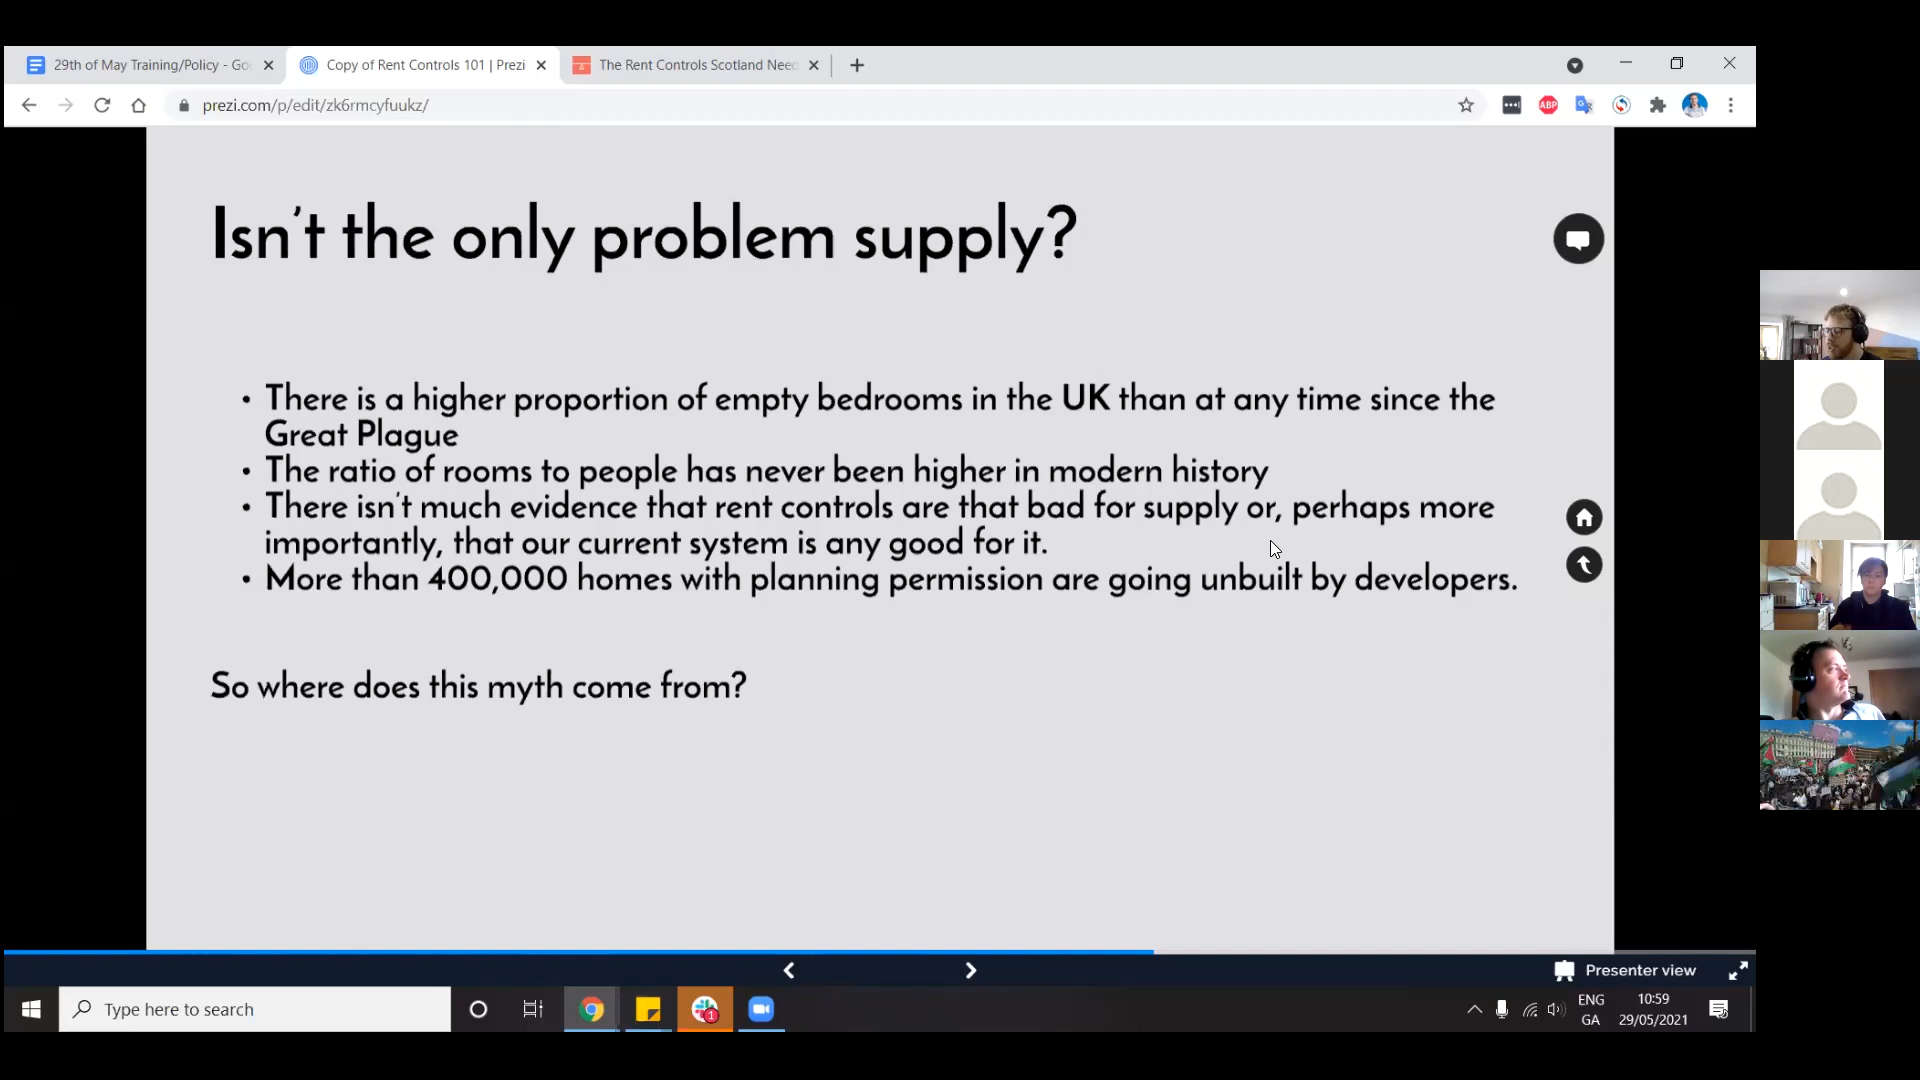 29th of May Training/Policy - Go
Copy of Rent Controls 101 | Prezi
The Rent Controls Scotland Need
prezi.com/p/edit/zk6rmcyfuukz/
ABP
Isn't the only problem supply?
• There is a higher proportion of empty bedrooms in the UK than at any time since the
Great Plague
• The ratio of rooms to people has never been higher in modern history
• There isn't much evidence that rent controls are that bad for supply or, perhaps more
importantly, that our current system is any good for it.
• More than 400,000 homes with planning permission are going unbuilt by developers.
So where does this myth come from?
Presenter view
Type here to search
1
ENG
GA
10:59
29/05/2021